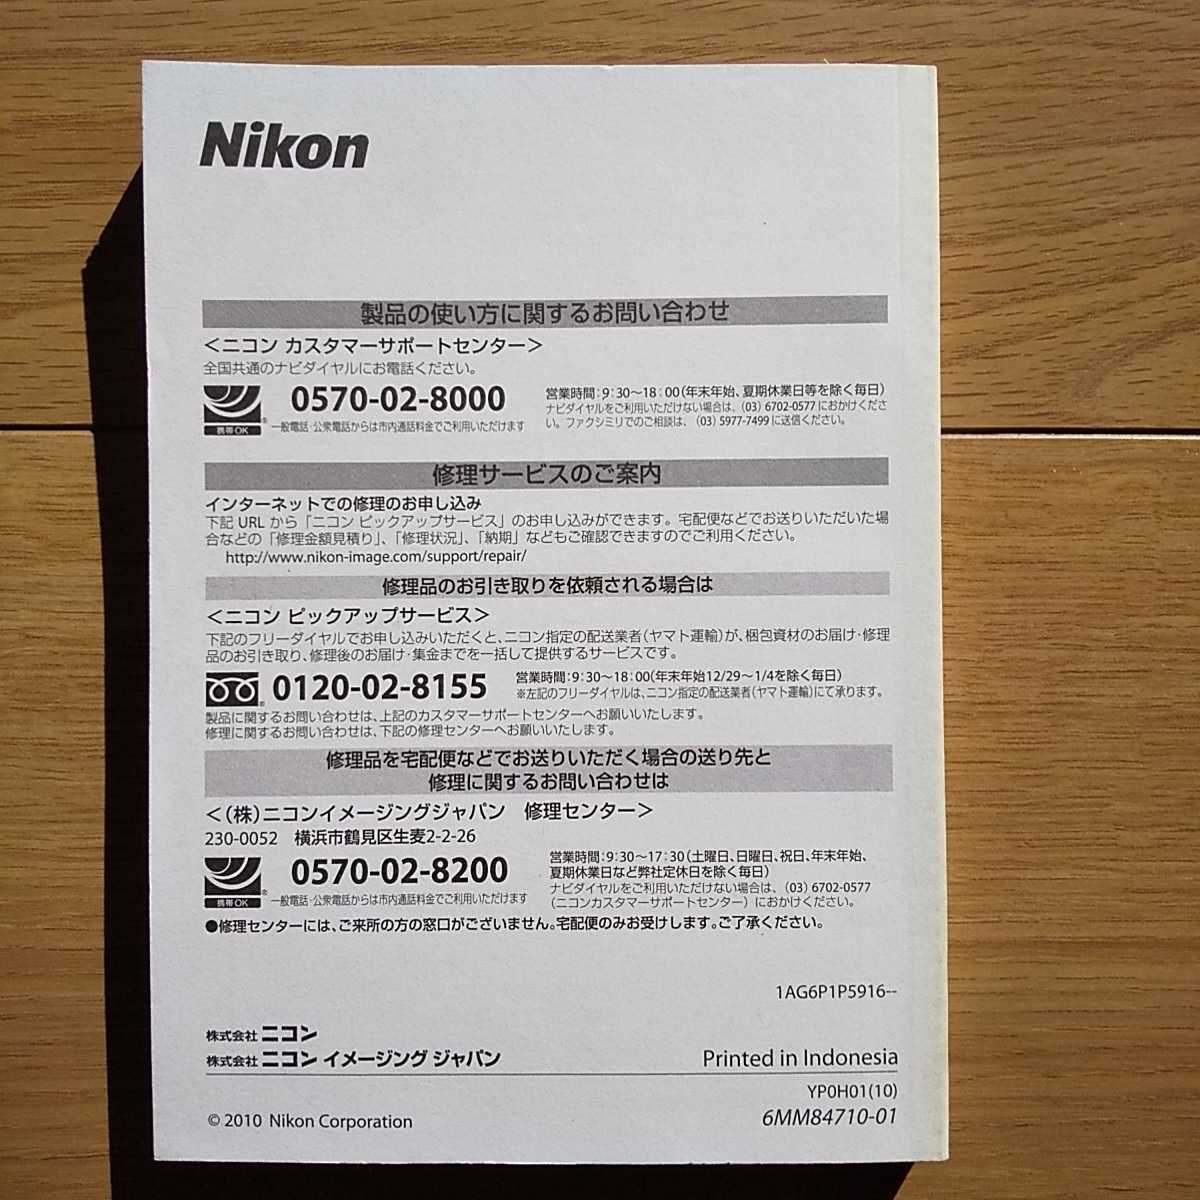 Nikon
製品の使い方に関するお問い合わせ
＜ニコン カスタマーサポートセンター＞
全国共通のナビダイヤルにお電話ください。
携帯OK
0570-02-8000
一般電話・公衆電話からは市内通話料金でご利用いただけます
営業時間：9：30～18：00（年末年始、夏期休業日等を除く毎日）
ナビダイヤルをご利用いただけない場合は、（03）6702-0577 におかけくださ
い。ファクシミリでのご相談は、（03）5977-7499 に送信ください。
修理サービスのご案内
インターネットでの修理のお申し込み
下記 URL から「ニコン ピックアップサービス」のお申し込みができます。宅配便などでお送りいただいた場
合などの「修理金額見積り」、「修理状況」、「納期」などもご確認できますのでご利用ください。
http://www.nikon-image.com/support/repair/
修理品のお引き取りを依頼される場合は
＜ニコン ピックアップサービス＞
下記のフリーダイヤルでお申し込みいただくと、ニコン指定の配送業者（ヤマト運輸）が、梱包資材のお届け・修理
品のお引き取り、修理後のお届け・集金までを一括して提供するサービスです。
0120-02-8155
営業時間：9：30～18：00（年末年始12/29～1/4を除く毎日）
※左記のフリーダイヤルは、ニコン指定の配送業者（ヤマト運輸）にて承ります。
製品に関するお問い合わせは、上記のカスタマーサポートセンターへお願いいたします。
修理に関するお問い合わせは、下記の修理センターへお願いいたします。
修理品を宅配便などでお送りいただく場合の送り先と
修理に関するお問い合わせは
＜（株）ニコンイメージングジャパン　修理センター＞
230-0052　横浜市鶴見区生麦2-2-26
携帯OK
0570-02-8200
一般電話・公衆電話からは市内通話料金でご利用いただけます
営業時間：9：30～17：30（土曜日、日曜日、祝日、年末年始、
夏期休業日など弊社定休日を除く毎日）
ナビダイヤルをご利用いただけない場合は、（03）6702-0577
（ニコンカスタマーサポートセンター）におかけください。
●修理センターには、ご来所の方の窓口がございません。宅配便のみお受けします。ご了承ください。
1AG6P1P5916--
株式会社 ニコン
株式会社 ニコン イメージング ジャパン
Printed in Indonesia
YP0H01(10)
© 2010 Nikon Corporation
6MM84710-01